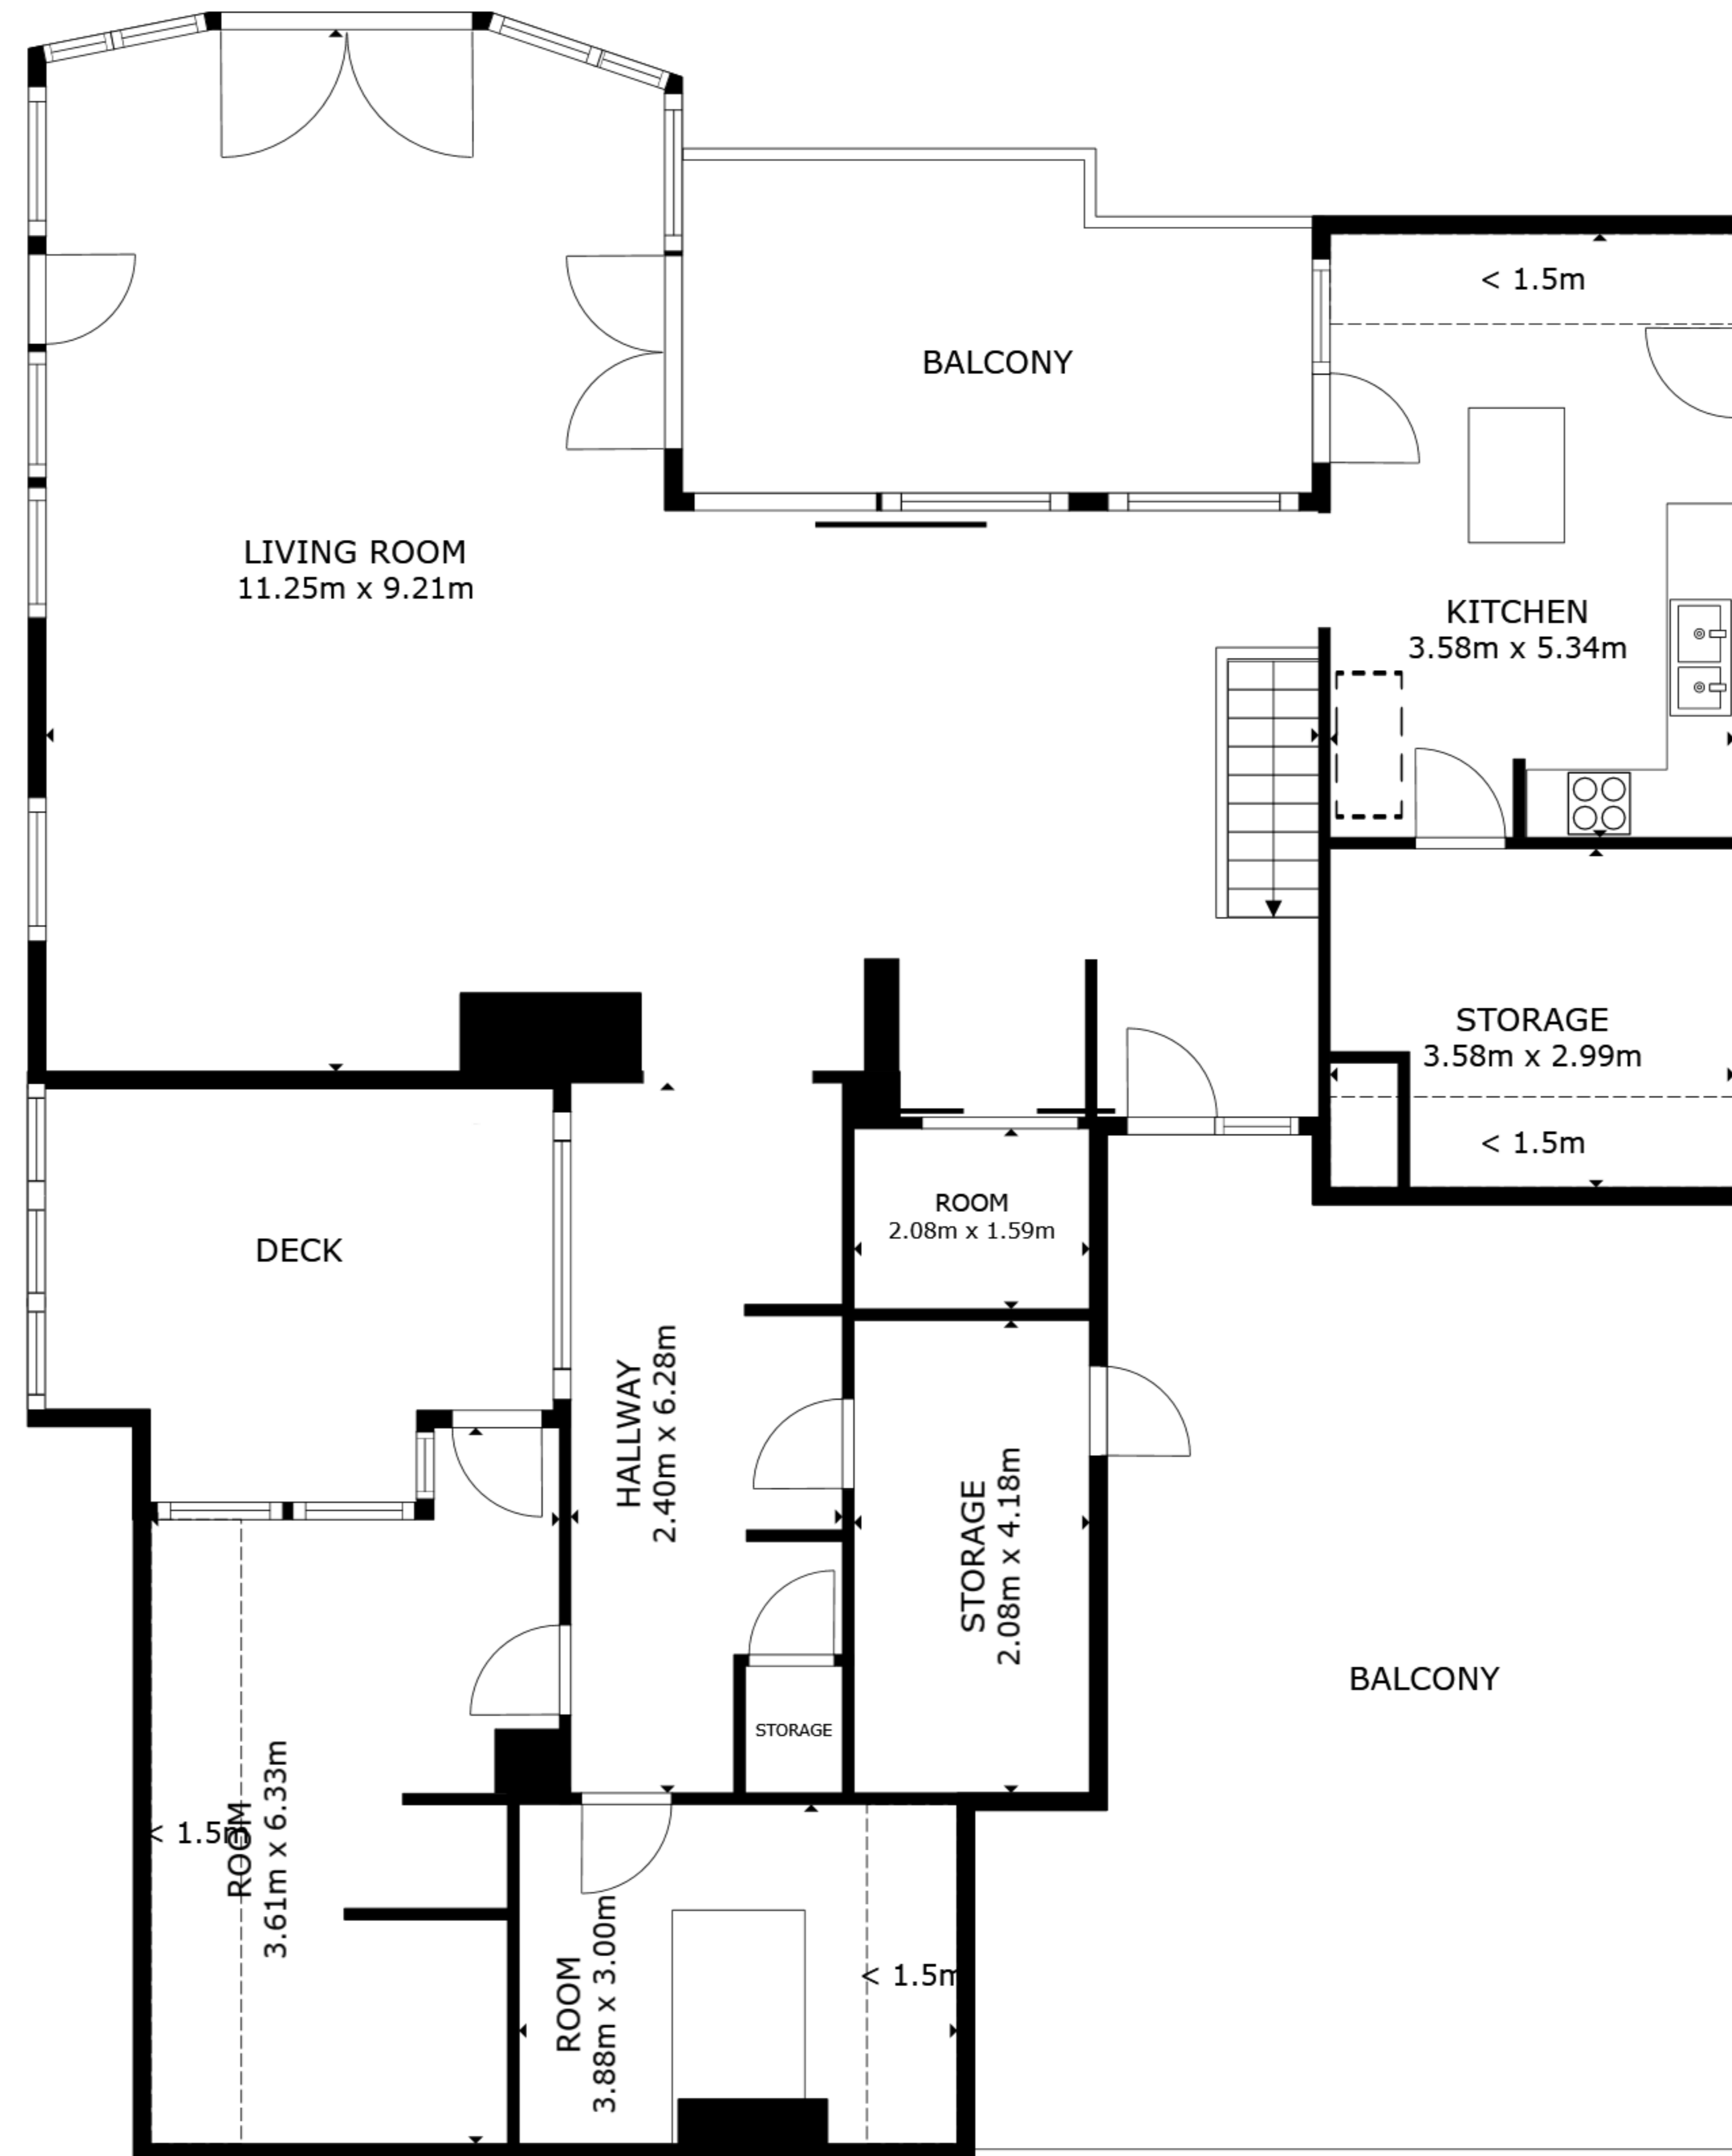 < 1.5m
BALCONY
LIVING ROOM
11.25m x 9.21m
KITCHEN
3.58m x 5.34m
STORAGE
3.58m x 2.99m
< 1.5m
ROOM
2.08m x 1.59m
DECK
HALLWAY
2.40m x 6.28m
STORAGE
2.08m x 4.18m
BALCONY
STORAGE
< 1.5m
ROOM
3.61m x 6.33m
ROOM
3.88m x 3.00m
< 1.5m